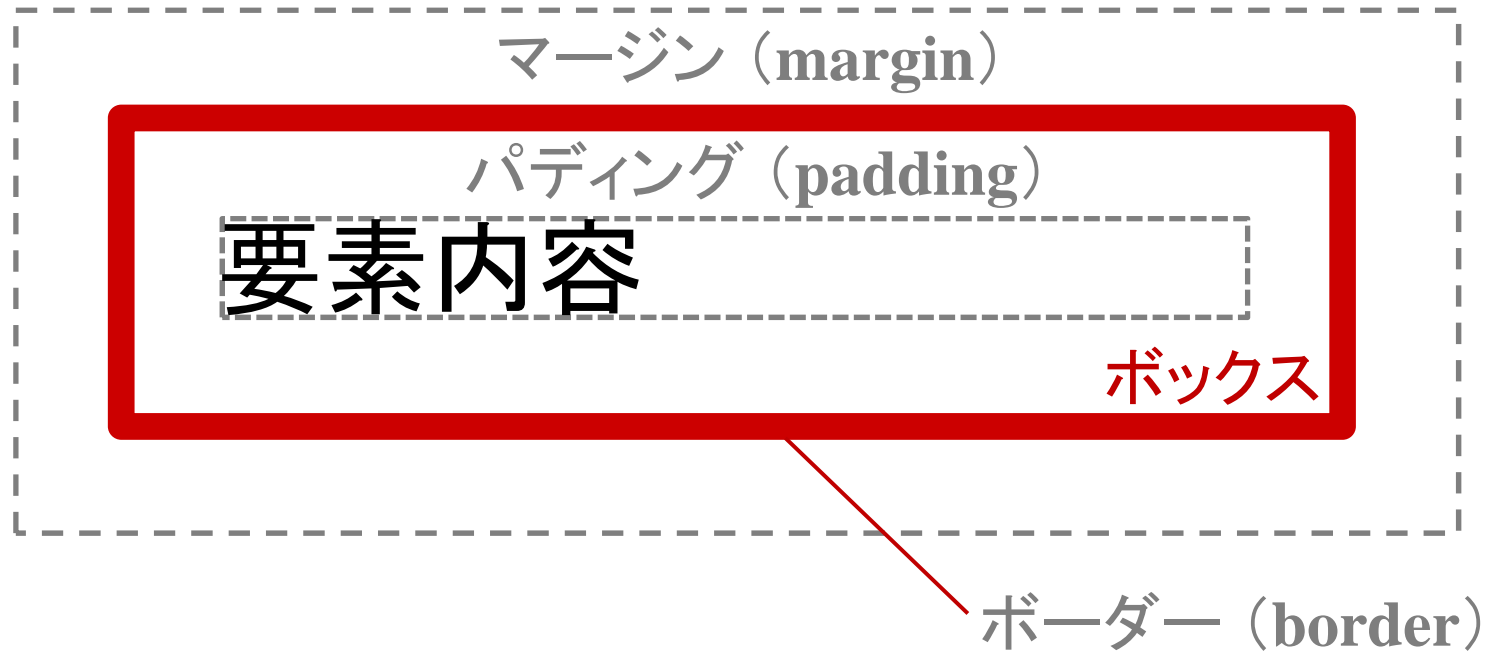 マージン（margin）
パディング（padding）
要素内容
ボックス
ボーダー（border）